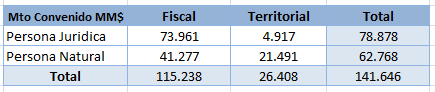 Mto Convenido MM$ Fiscal Territorial Total
Persona Juridica 73.961 4.917 78.878
Persona Natural 41.277 21.491 62.768
Total 115.238 26.408 141.646